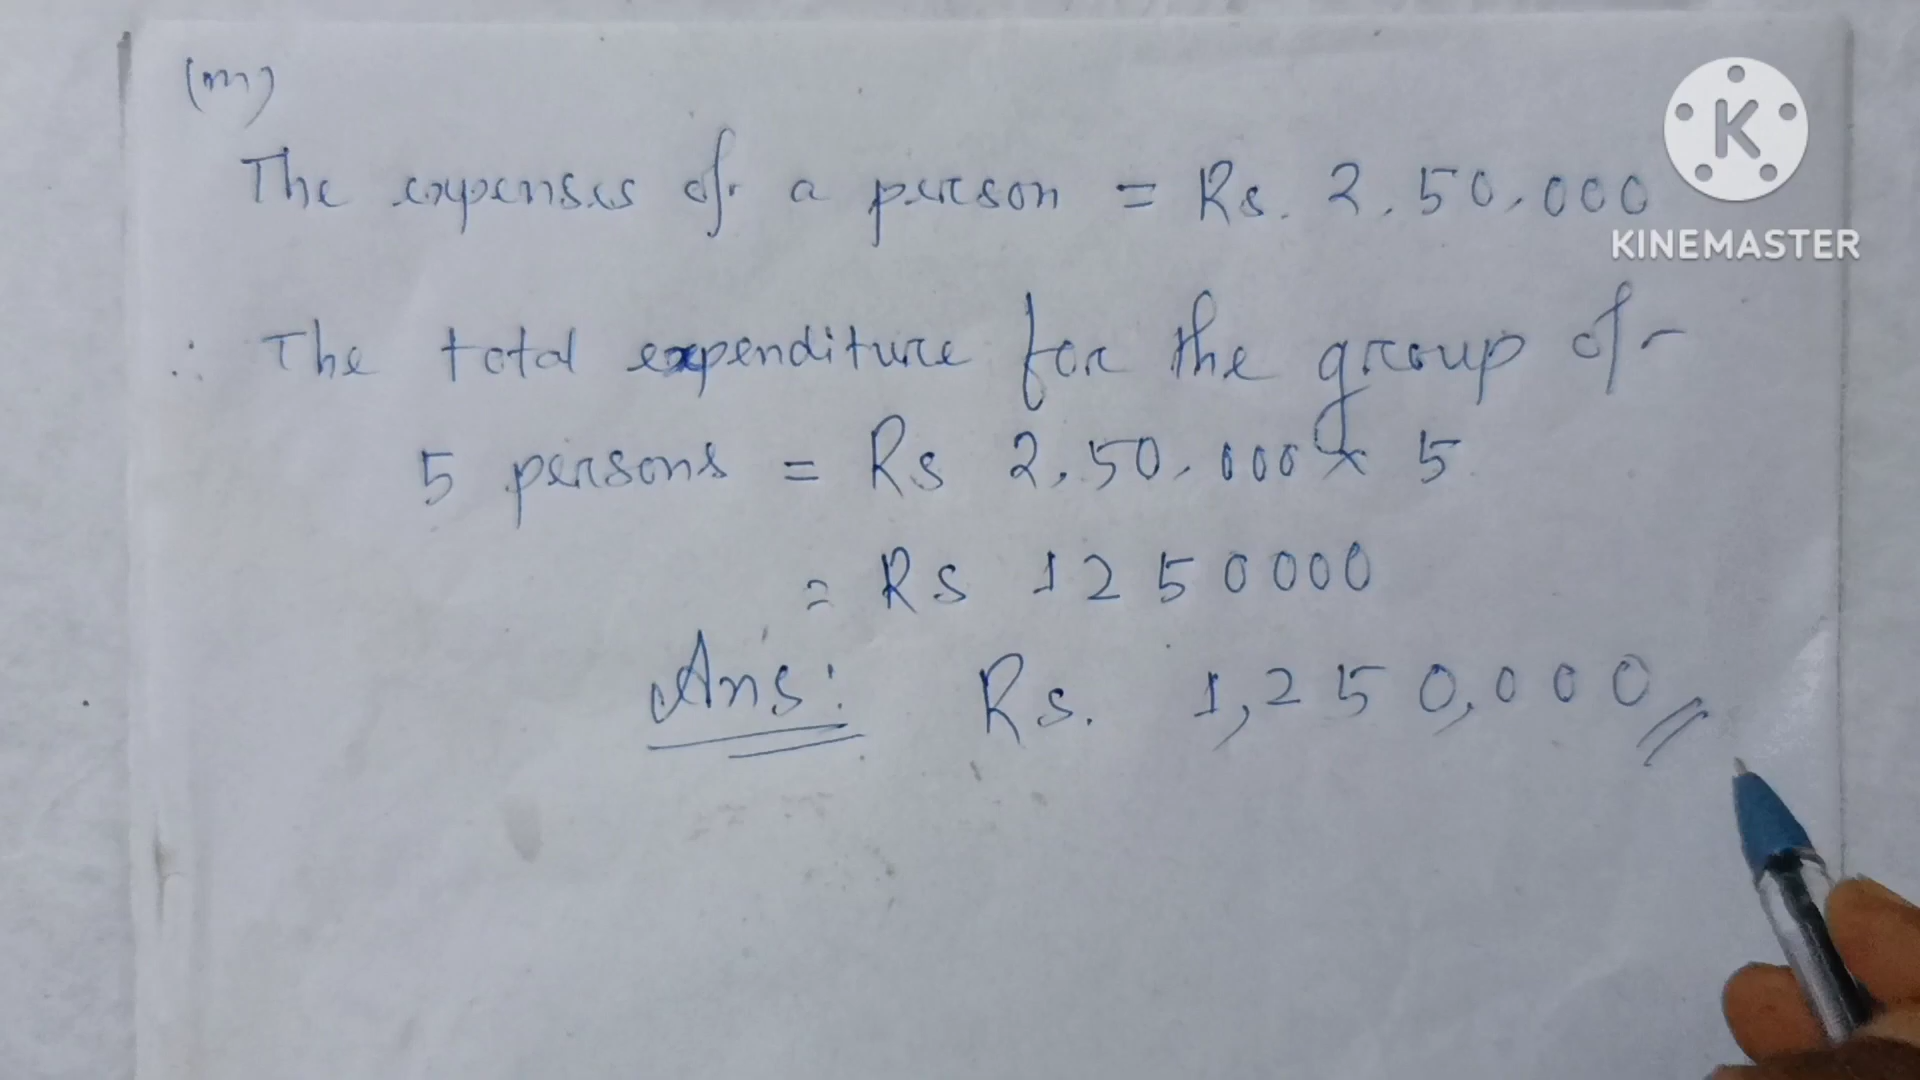 (m)
The expenses of a person = Rs. 2,50,000
KINEMASTER
∴ The total expenditure for the group of
5 persons = Rs 2,50,000 x 5
= Rs 1250000
Ans: Rs. 1,250,000